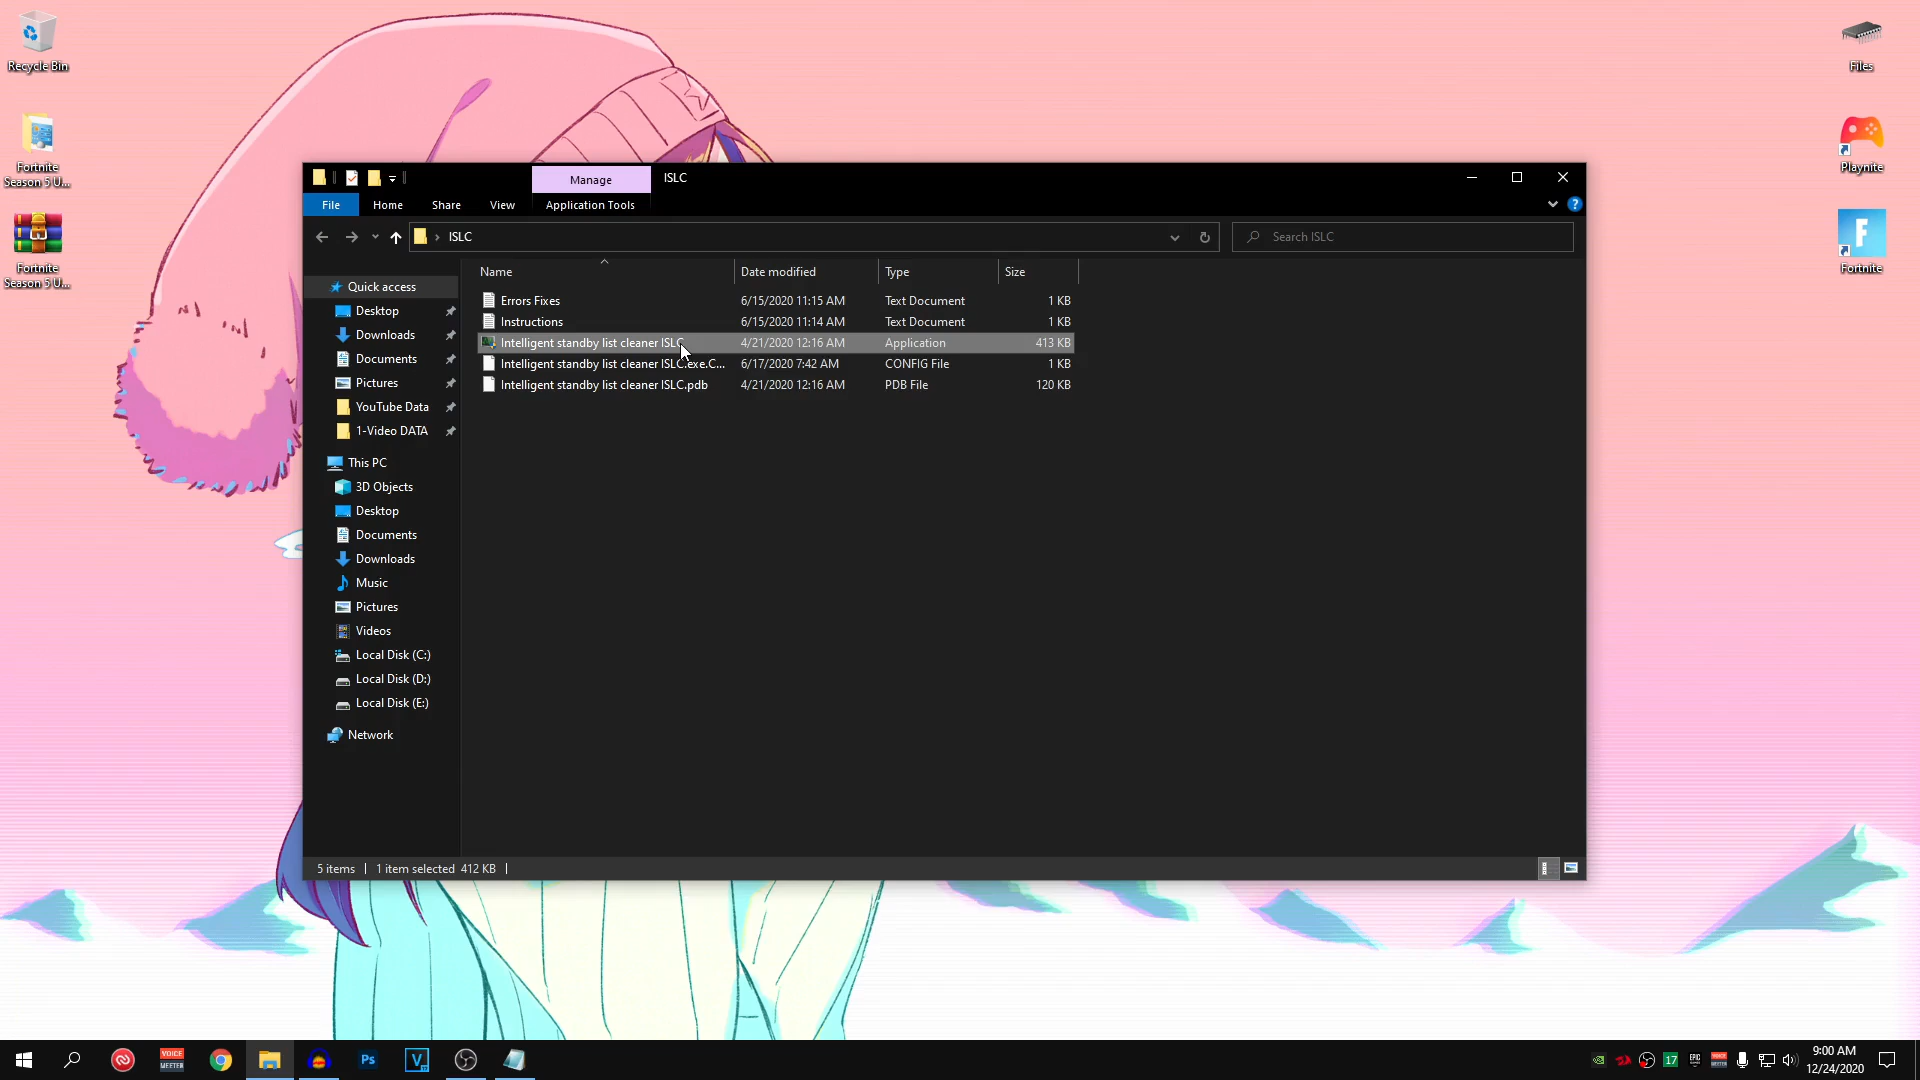 Recycle Bin
Fortnite
Season 5 U...
Fortnite
Season 5 U...
Files
Playnite
Fortnite
Manage
ISLC
File
Home
Share
View
Application Tools
ISLC
Search ISLC
Quick access
Desktop
Downloads
Documents
Pictures
YouTube Data
1-Video DATA
This PC
3D Objects
Desktop
Documents
Downloads
Music
Pictures
Videos
Local Disk (C:)
Local Disk (D:)
Local Disk (E:)
Network
Name Date modified Type Size
Errors Fixes 6/15/2020 11:15 AM Text Document 1 KB
Instructions 6/15/2020 11:14 AM Text Document 1 KB
Intelligent standby list cleaner ISLC 4/21/2020 12:16 AM Application 413 KB
Intelligent standby list cleaner ISLC.exe.C... 6/17/2020 7:42 AM CONFIG File 1 KB
Intelligent standby list cleaner ISLC.pdb 4/21/2020 12:16 AM PDB File 120 KB
5 items 1 item selected 412 KB
VOICE
MEETER
Ps
V
17
EPIC
9:00 AM
12/24/2020